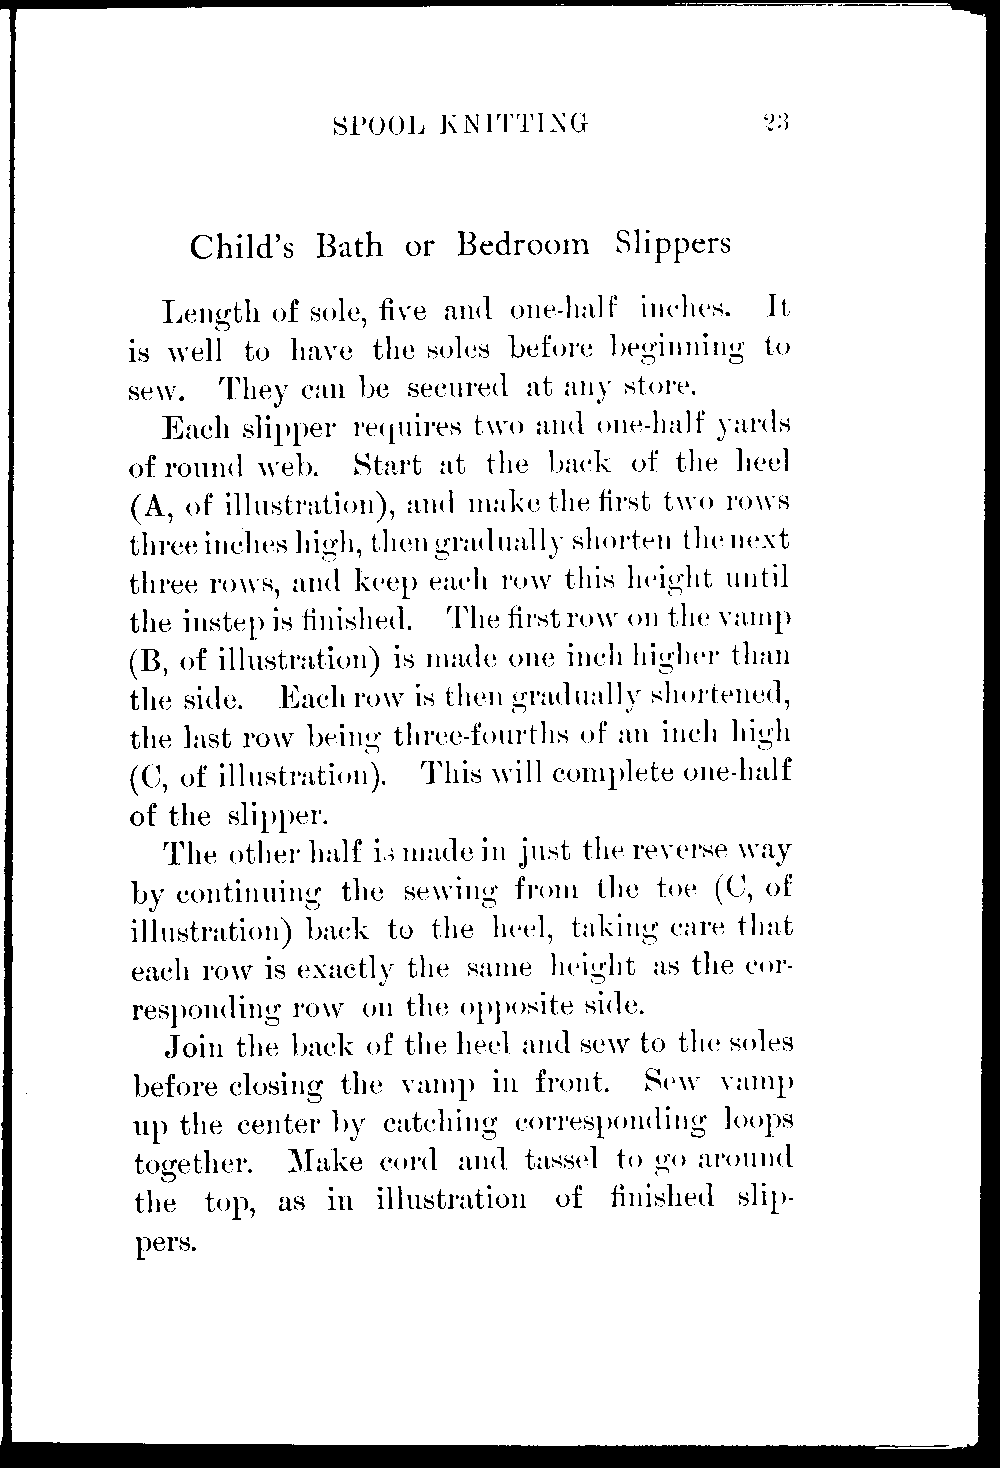 SPOOL KNITTING 23
Child's Bath or Bedroom Slippers
Length of sole, five and one-half inches. It
is well to have the soles before beginning to
sew. They can be secured at any store.
Each slipper requires two and one-half yards
of round web. Start at the back of the heel
(A, of illustration), and make the first two rows
three inches high, then gradually shorten the next
three rows, and keep each row this height until
the instep is finished. The first row on the vamp
(B, of illustration) is made one inch higher than
the side. Each row is then gradually shortened,
the last row being three-fourths of an inch high
(C, of illustration). This will complete one-half
of the slipper.
The other half is made in just the reverse way
by continuing the sewing from the toe (C, of
illustration) back to the heel, taking care that
each row is exactly the same height as the cor-
responding row on the opposite side.
Join the back of the heel and sew to the soles
before closing the vamp in front. Sew vamp
up the center by catching corresponding loops
together. Make cord and tassel to go around
the top, as in illustration of finished slip-
pers.